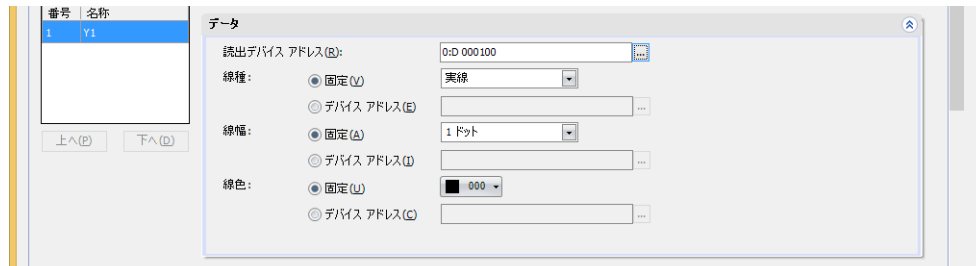 番号 名称
1 Y1
上へ(P) 下へ(D)
データ
読出デバイス アドレス(R): 0:D 000100 ...
線種: 固定(V) 実線
デバイス アドレス(E) ...
線幅: 固定(A) 1 ドット
デバイス アドレス(I) ...
線色: 固定(U) 000
デバイス アドレス(C) ...